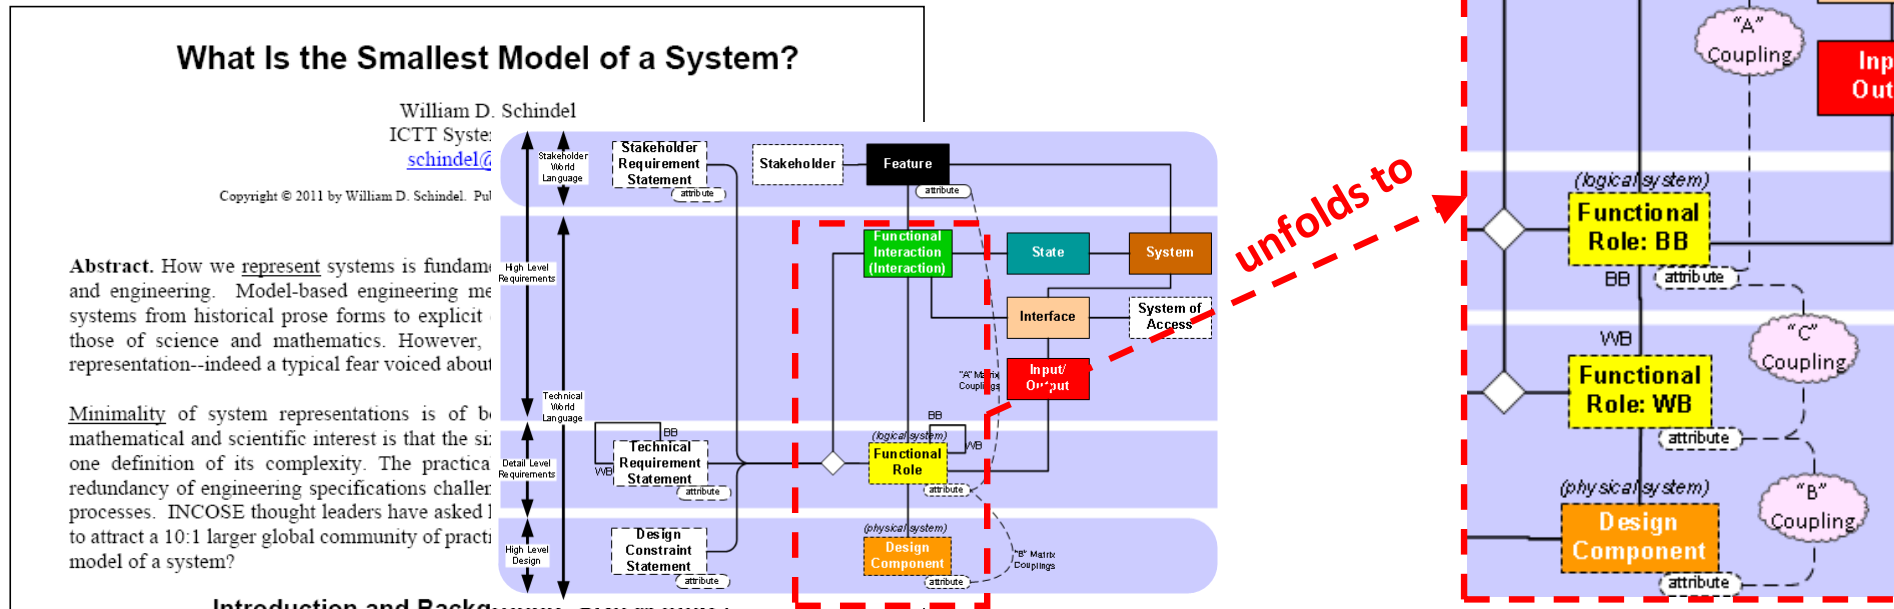 What Is the Smallest Model of a System?
William D. Schindel
ICTT Syste
schindel@
Copyright © 2011 by William D. Schindel. Pu
Abstract. How we represent systems is fundame
and engineering. Model-based engineering me
systems from historical prose forms to explicit
those of science and mathematics. However,
representation--indeed a typical fear voiced about
Minimality of system representations is of be
mathematical and scientific interest is that the si
one definition of its complexity. The practica
redundancy of engineering specifications challen
processes. INCOSE thought leaders have asked
to attract a 10:1 larger global community of practi
model of a system?
Introduction and Backg
Stakeholder
World
Language
High Level
Requirements
Technical
World
Language
Detail Level
Requirements
High Level
Design
Stakeholder
Requirement
Statement
attribute
Stakeholder
Feature
attribute
Functional
Interaction
(Interaction)
State
System
Interface
System of
Access
Input/
Output
"A" Matrix
Couplings
BB
WB
Technical
Requirement
Statement
attribute
BB
WB
(logical system)
Functional
Role
attribute
Design
Constraint
Statement
attribute
(physical system)
Design
Component
attribute
"B" Matrix
Couplings
unfolds to
"A"
Coupling
Inp
Out
(logical system)
Functional
Role: BB
BB
attribute
"C"
Coupling
WB
Functional
Role: WB
attribute
"B"
Coupling
(physical system)
Design
Component
attribute